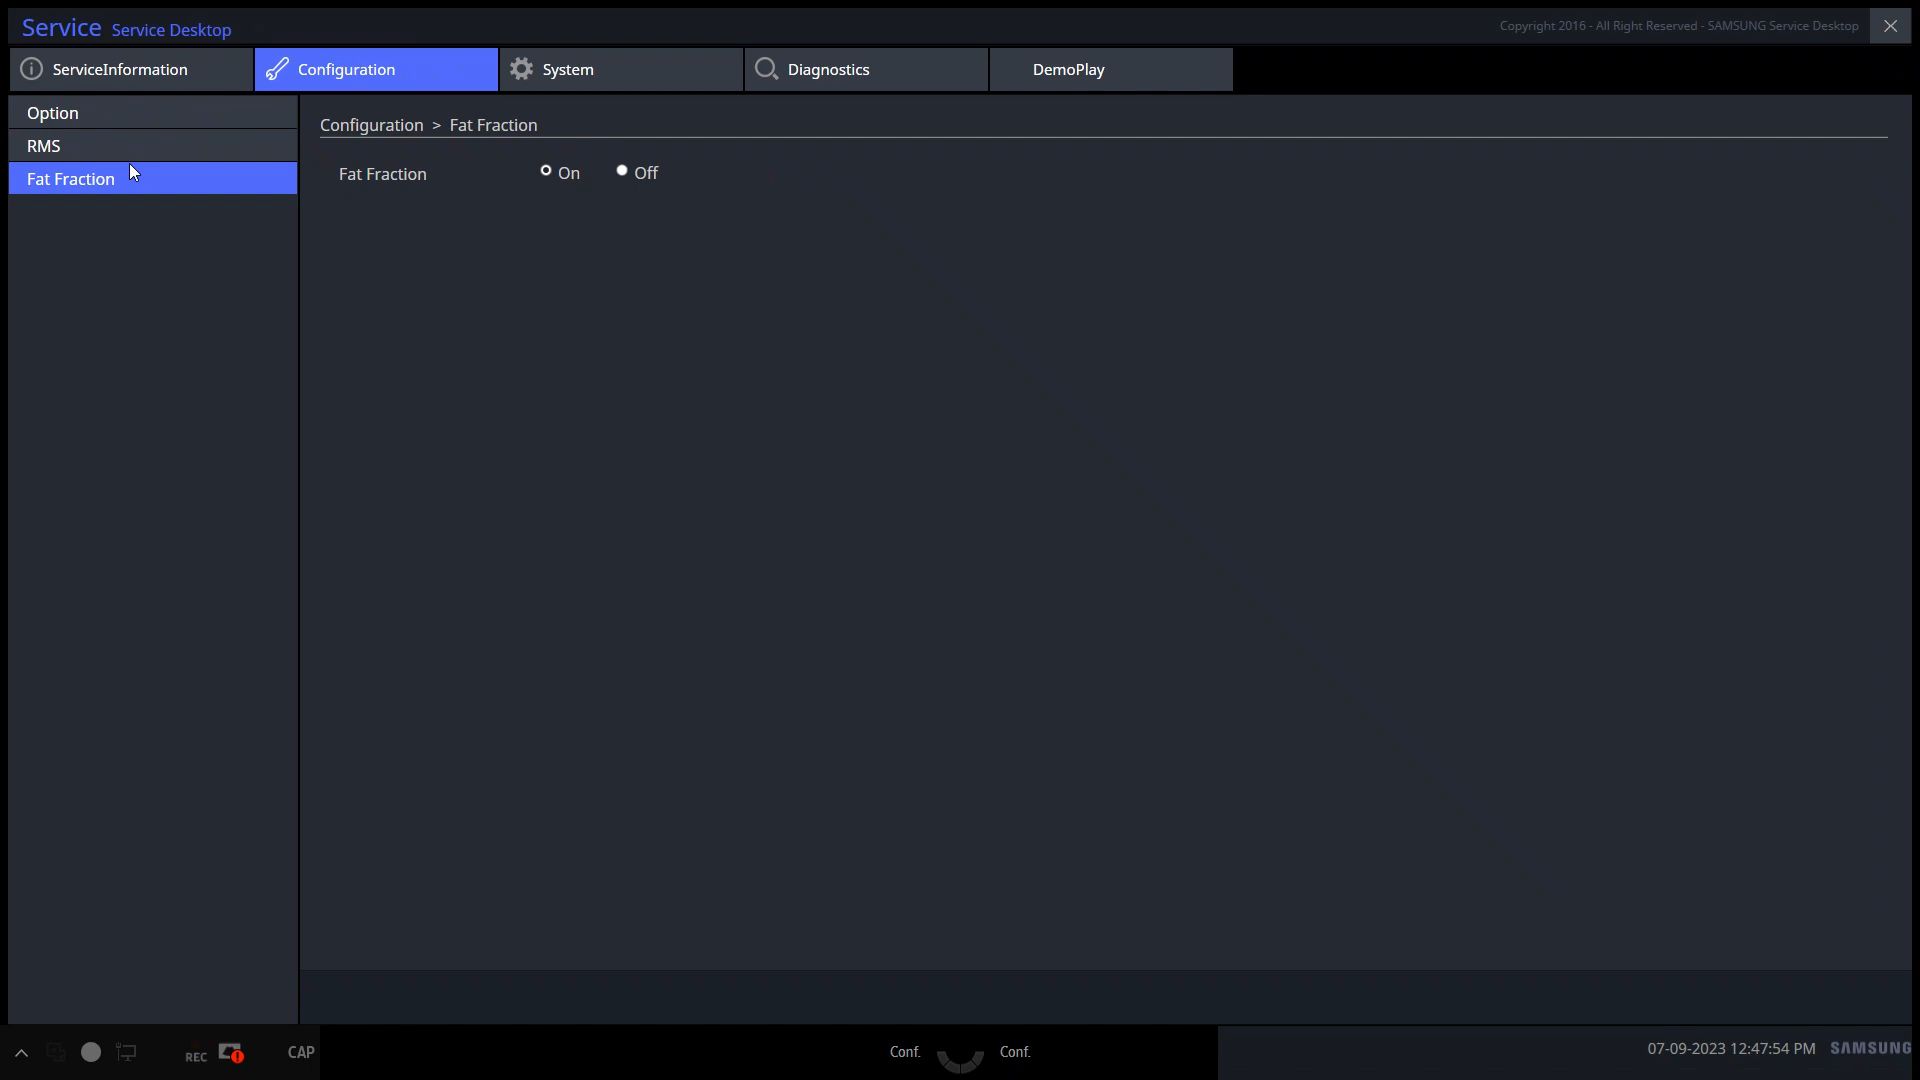 Service Service Desktop
Copyright 2016 - All Right Reserved - SAMSUNG Service Desktop
ServiceInformation
Configuration
System
Diagnostics
DemoPlay
Option
RMS
Fat Fraction
Configuration > Fat Fraction
Fat Fraction On Off
REC
CAP
Conf.
Conf.
07-09-2023 12:47:54 PM SAMSUNG